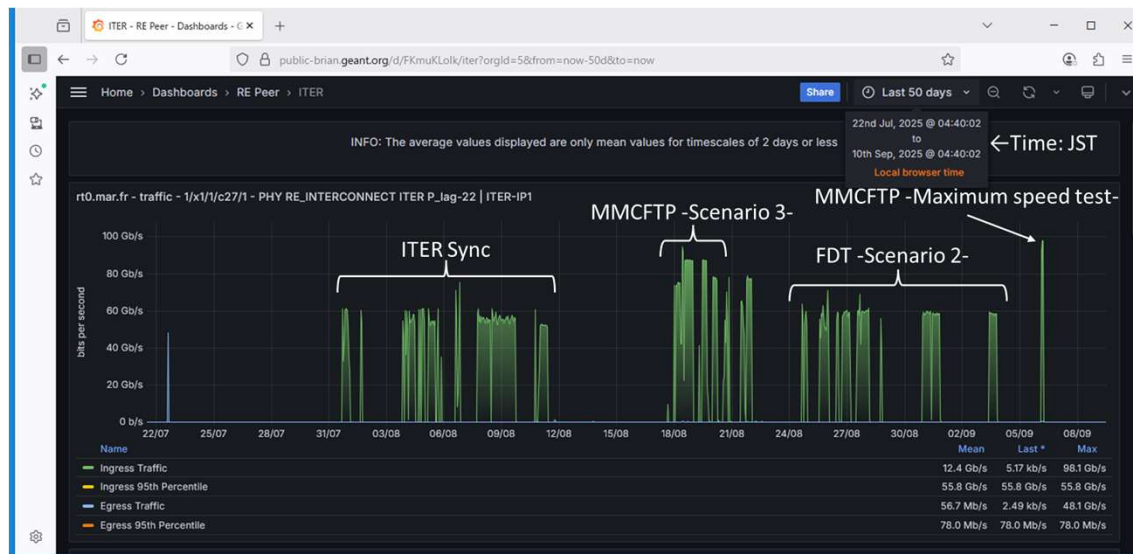 ITER - RE Peer - Dashboards - G
public-brian.geant.org/d/FKmuKLolk/iter?orgId=5&from=now-50d&to=now
Home › Dashboards › RE Peer › ITER
Share
Last 50 days
INFO: The average values displayed are only mean values for timescales of 2 days or less
22nd Jul, 2025 @ 04:40:02
to
10th Sep, 2025 @ 04:40:02
Local browser time
←Time: JST
rt0.mar.fr - traffic - 1/x1/1/c27/1 - PHY RE_INTERCONNECT ITER P_lag-22 | ITER-IP1
MMCFTP -Scenario 3-
MMCFTP -Maximum speed test-
ITER Sync
FDT -Scenario 2-
bits per second
100 Gb/s
80 Gb/s
60 Gb/s
40 Gb/s
20 Gb/s
0 b/s
22/07 25/07 28/07 31/07 03/08 06/08 09/08 12/08 15/08 18/08 21/08 24/08 27/08 30/08 02/09 05/09 08/09
Name Mean Last * Max
Ingress Traffic 12.4 Gb/s 5.17 kb/s 98.1 Gb/s
Ingress 95th Percentile 55.8 Gb/s 55.8 Gb/s 55.8 Gb/s
Egress Traffic 56.7 Mb/s 2.49 kb/s 48.1 Gb/s
Egress 95th Percentile 78.0 Mb/s 78.0 Mb/s 78.0 Mb/s